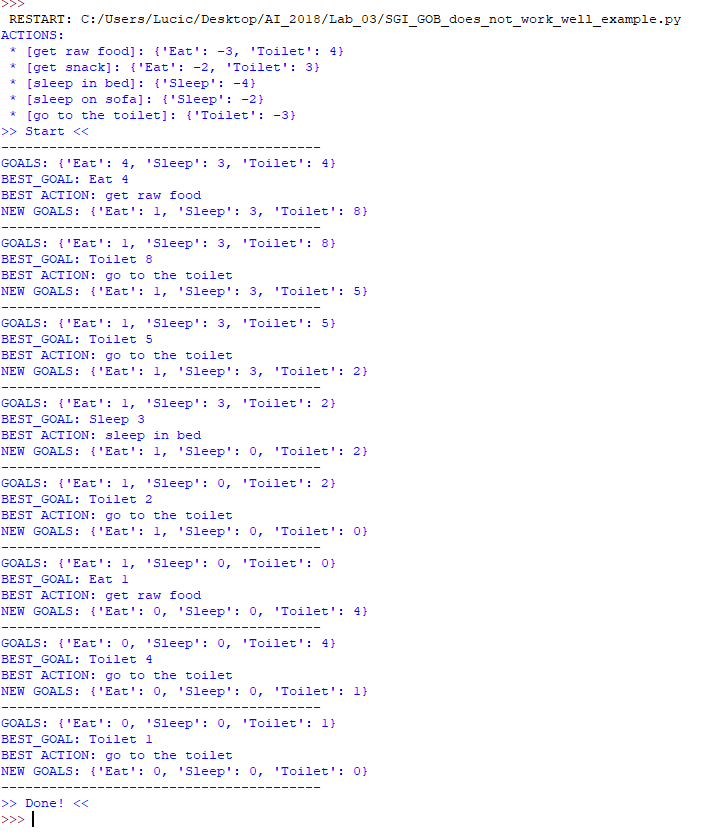 >>>
 RESTART: C:/Users/Lucic/Desktop/AI_2018/Lab_03/SGI_GOB_does_not_work_well_example.py
ACTIONS:
 * [get raw food]: {'Eat': -3, 'Toilet': 4}
 * [get snack]: {'Eat': -2, 'Toilet': 3}
 * [sleep in bed]: {'Sleep': -4}
 * [sleep on sofa]: {'Sleep': -2}
 * [go to the toilet]: {'Toilet': -3}
>> Start <<
----------------------------------------
GOALS: {'Eat': 4, 'Sleep': 3, 'Toilet': 4}
BEST_GOAL: Eat 4
BEST ACTION: get raw food
NEW GOALS: {'Eat': 1, 'Sleep': 3, 'Toilet': 8}
----------------------------------------
GOALS: {'Eat': 1, 'Sleep': 3, 'Toilet': 8}
BEST_GOAL: Toilet 8
BEST ACTION: go to the toilet
NEW GOALS: {'Eat': 1, 'Sleep': 3, 'Toilet': 5}
----------------------------------------
GOALS: {'Eat': 1, 'Sleep': 3, 'Toilet': 5}
BEST_GOAL: Toilet 5
BEST ACTION: go to the toilet
NEW GOALS: {'Eat': 1, 'Sleep': 3, 'Toilet': 2}
----------------------------------------
GOALS: {'Eat': 1, 'Sleep': 3, 'Toilet': 2}
BEST_GOAL: Sleep 3
BEST ACTION: sleep in bed
NEW GOALS: {'Eat': 1, 'Sleep': 0, 'Toilet': 2}
----------------------------------------
GOALS: {'Eat': 1, 'Sleep': 0, 'Toilet': 2}
BEST_GOAL: Toilet 2
BEST ACTION: go to the toilet
NEW GOALS: {'Eat': 1, 'Sleep': 0, 'Toilet': 0}
----------------------------------------
GOALS: {'Eat': 1, 'Sleep': 0, 'Toilet': 0}
BEST_GOAL: Eat 1
BEST ACTION: get raw food
NEW GOALS: {'Eat': 0, 'Sleep': 0, 'Toilet': 4}
----------------------------------------
GOALS: {'Eat': 0, 'Sleep': 0, 'Toilet': 4}
BEST_GOAL: Toilet 4
BEST ACTION: go to the toilet
NEW GOALS: {'Eat': 0, 'Sleep': 0, 'Toilet': 1}
----------------------------------------
GOALS: {'Eat': 0, 'Sleep': 0, 'Toilet': 1}
BEST_GOAL: Toilet 1
BEST ACTION: go to the toilet
NEW GOALS: {'Eat': 0, 'Sleep': 0, 'Toilet': 0}
----------------------------------------
>> Done! <<
>>>